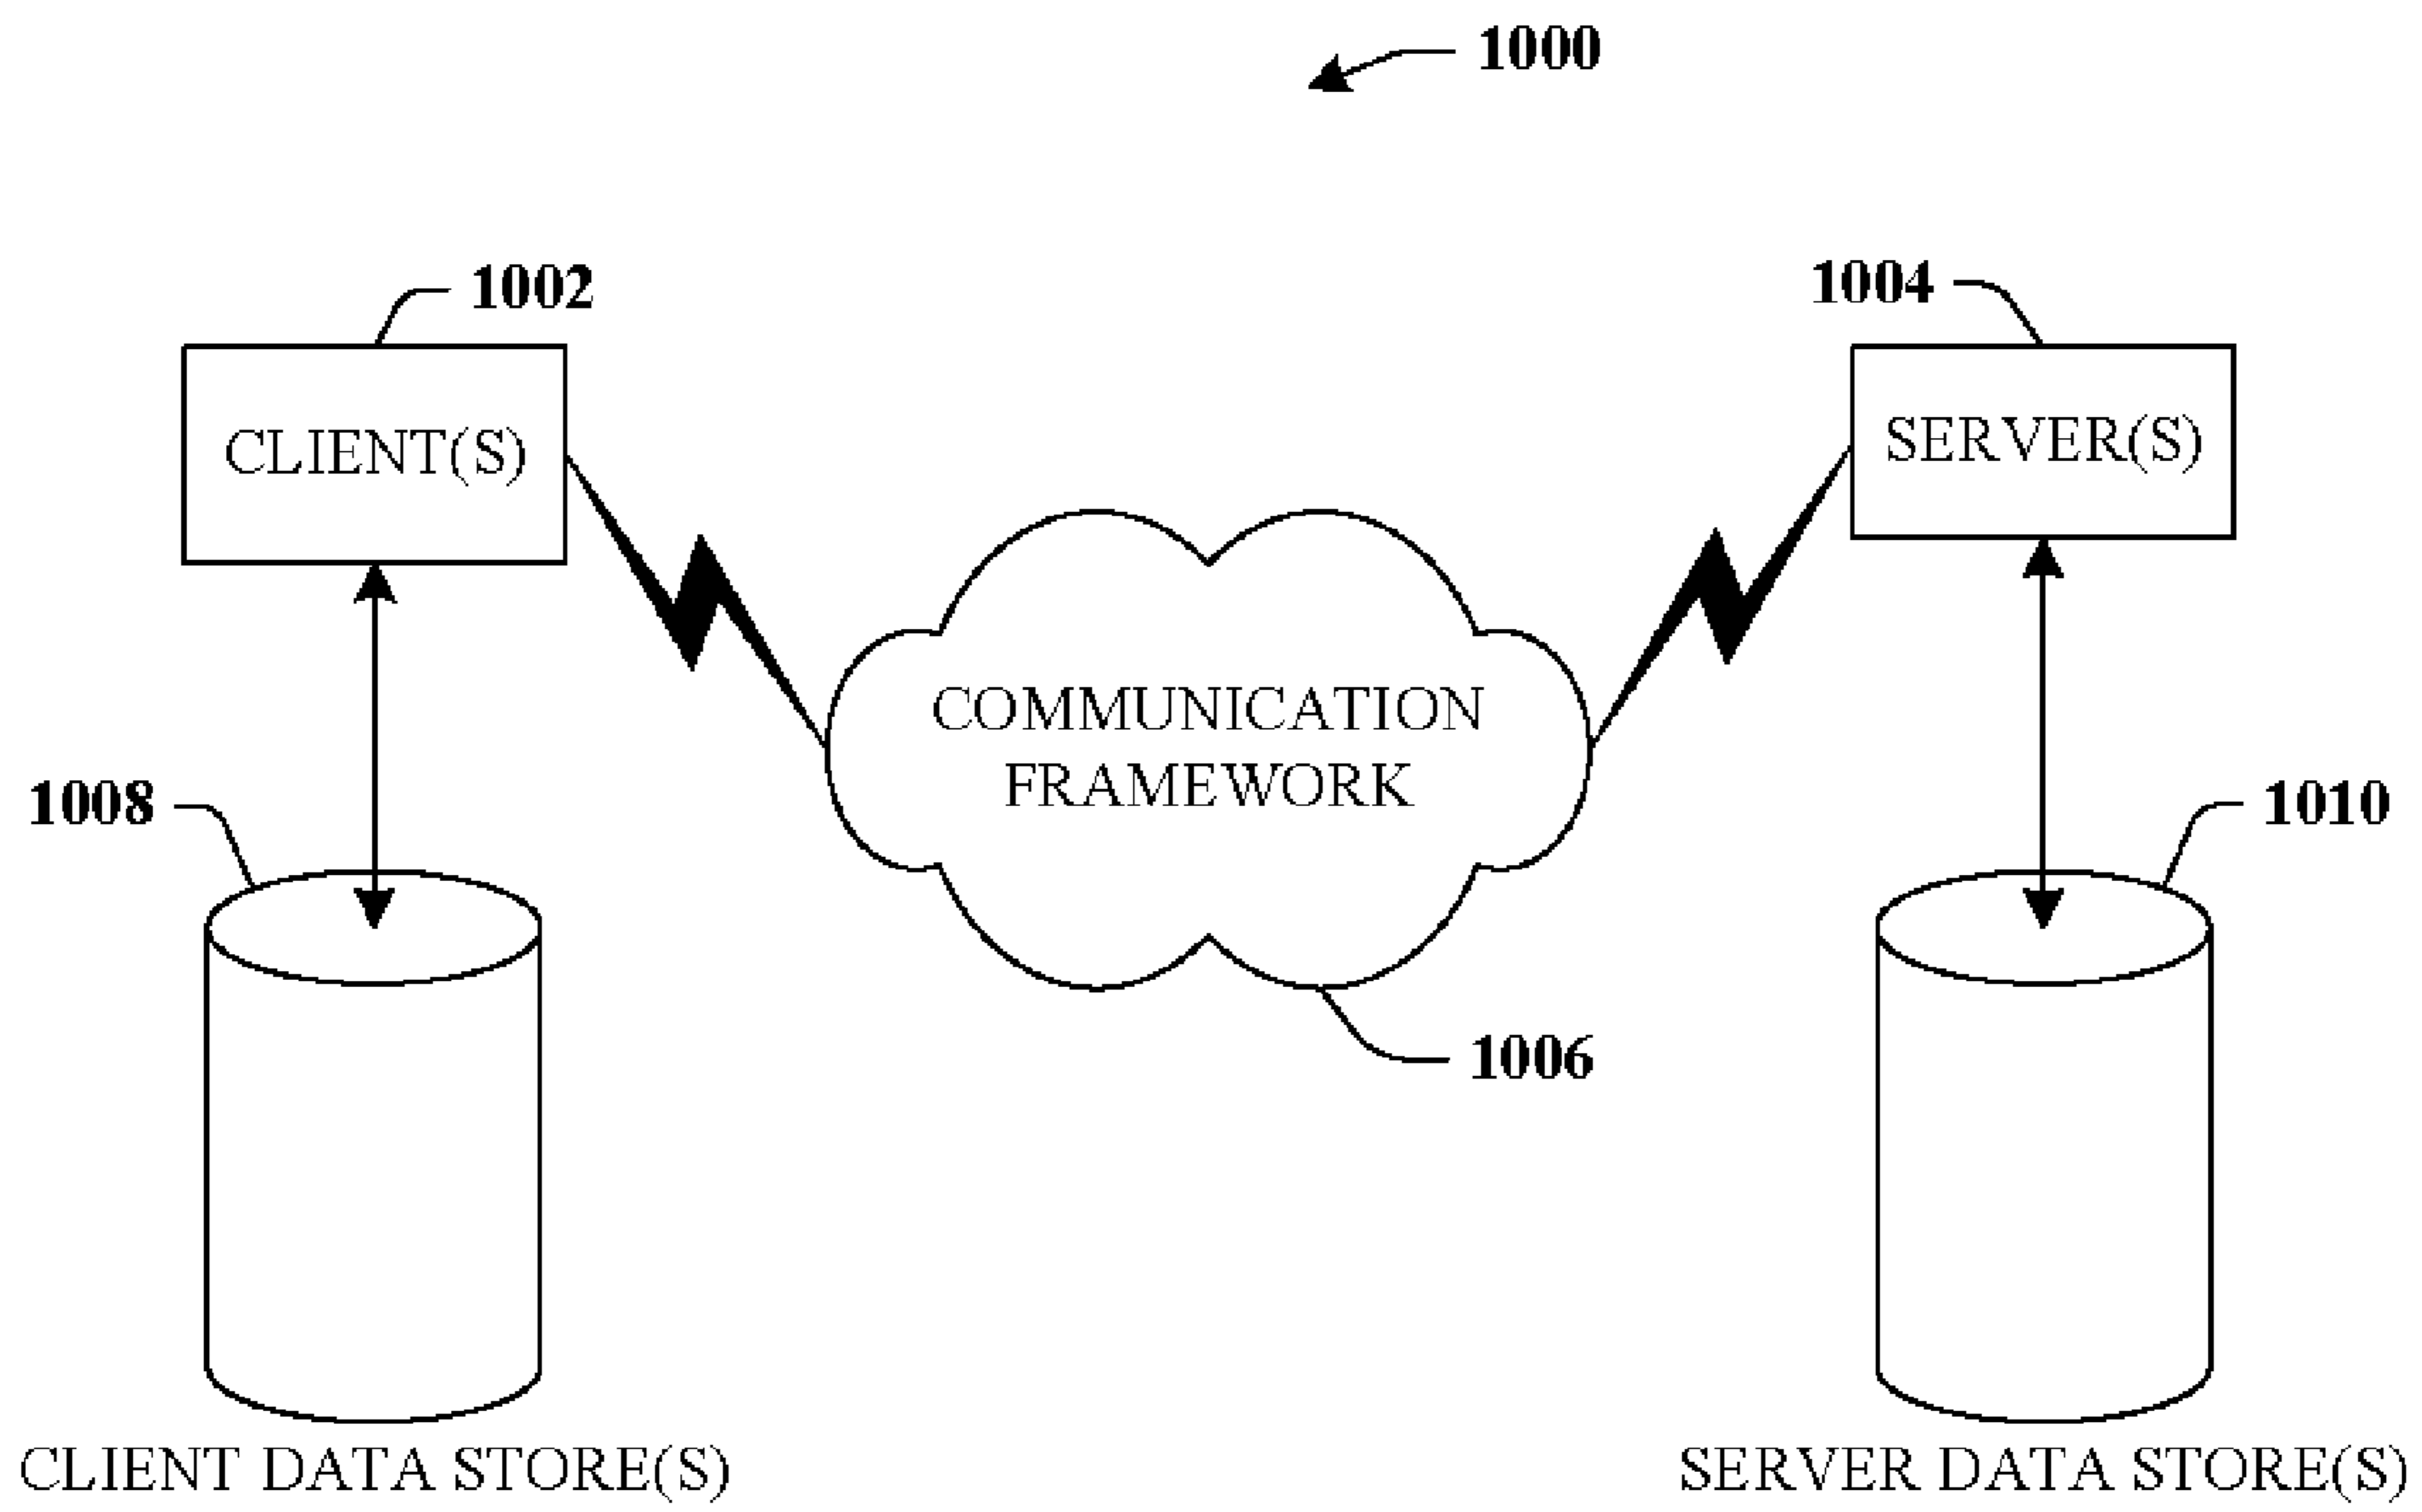 1000
1002
1004
CLIENT(S)
SERVER(S)
COMMUNICATION
FRAMEWORK
1008
1010
1006
CLIENT DATA STORE(S)
SERVER DATA STORE(S)